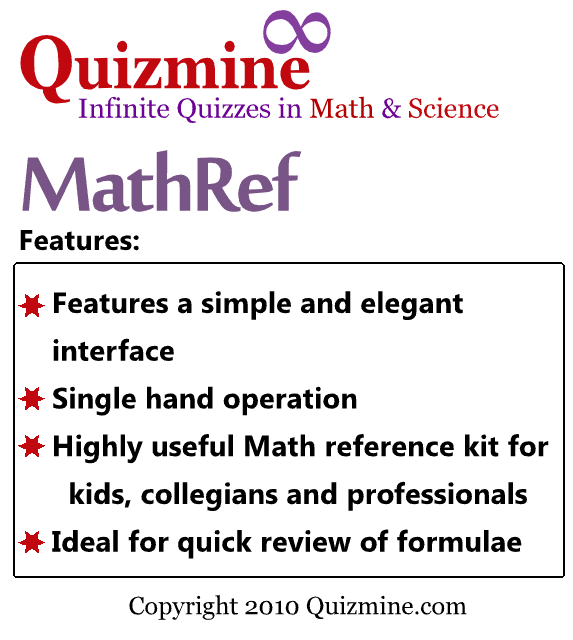 Quizmine
Infinite Quizzes in Math & Science
MathRef
Features:
Features a simple and elegant
interface
Single hand operation
Highly useful Math reference kit for
kids, collegians and professionals
Ideal for quick review of formulae
Copyright 2010 Quizmine.com